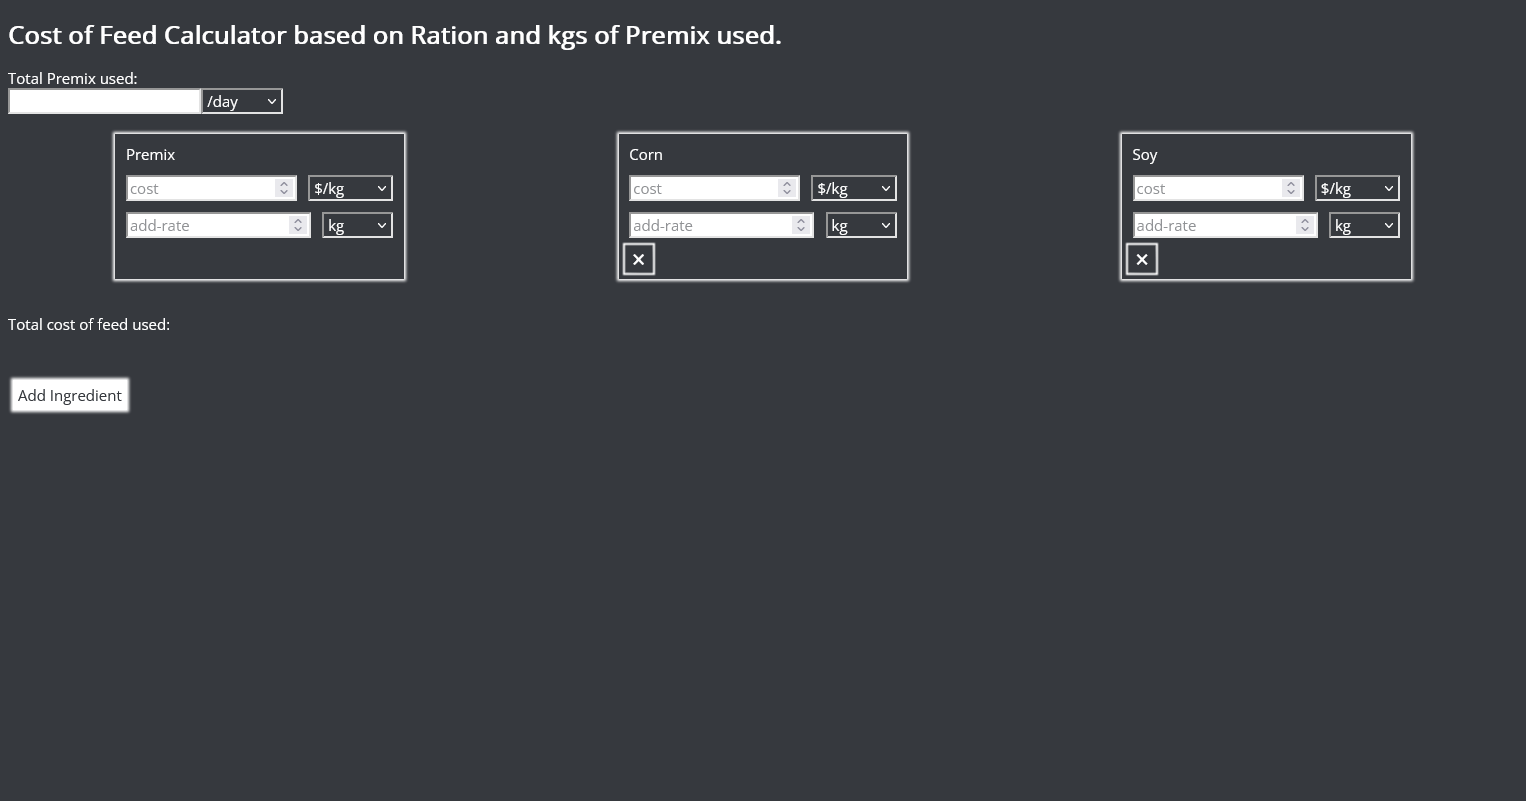 Cost of Feed Calculator based on Ration and kgs of Premix used.
Total Premix used:
/day
Premix
cost $/kg
add-rate kg
Corn
cost $/kg
add-rate kg
×
Soy
cost $/kg
add-rate kg
×
Total cost of feed used:
Add Ingredient